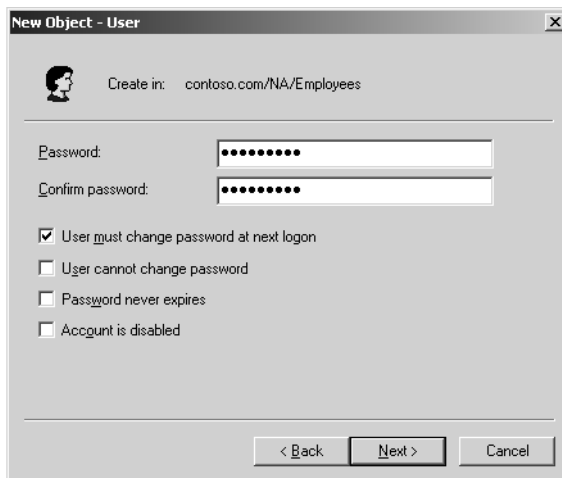 New Object - User
Create in: contoso.com/NA/Employees
Password: ●●●●●●●●●
Confirm password: ●●●●●●●●●
User must change password at next logon
User cannot change password
Password never expires
Account is disabled
< Back Next > Cancel